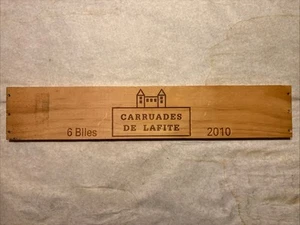 CARRUADES
DE LAFITE
6 Btles
2010